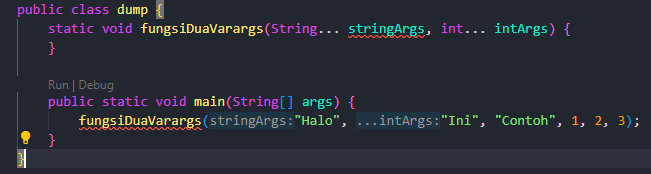 public class dump {
    static void fungsiDuaVarargs(String... stringArgs, int... intArgs) {
    }
Run | Debug
    public static void main(String[] args) {
        fungsiDuaVarargs(stringArgs:"Halo", ...intArgs:"Ini", "Contoh", 1, 2, 3);
    }
}